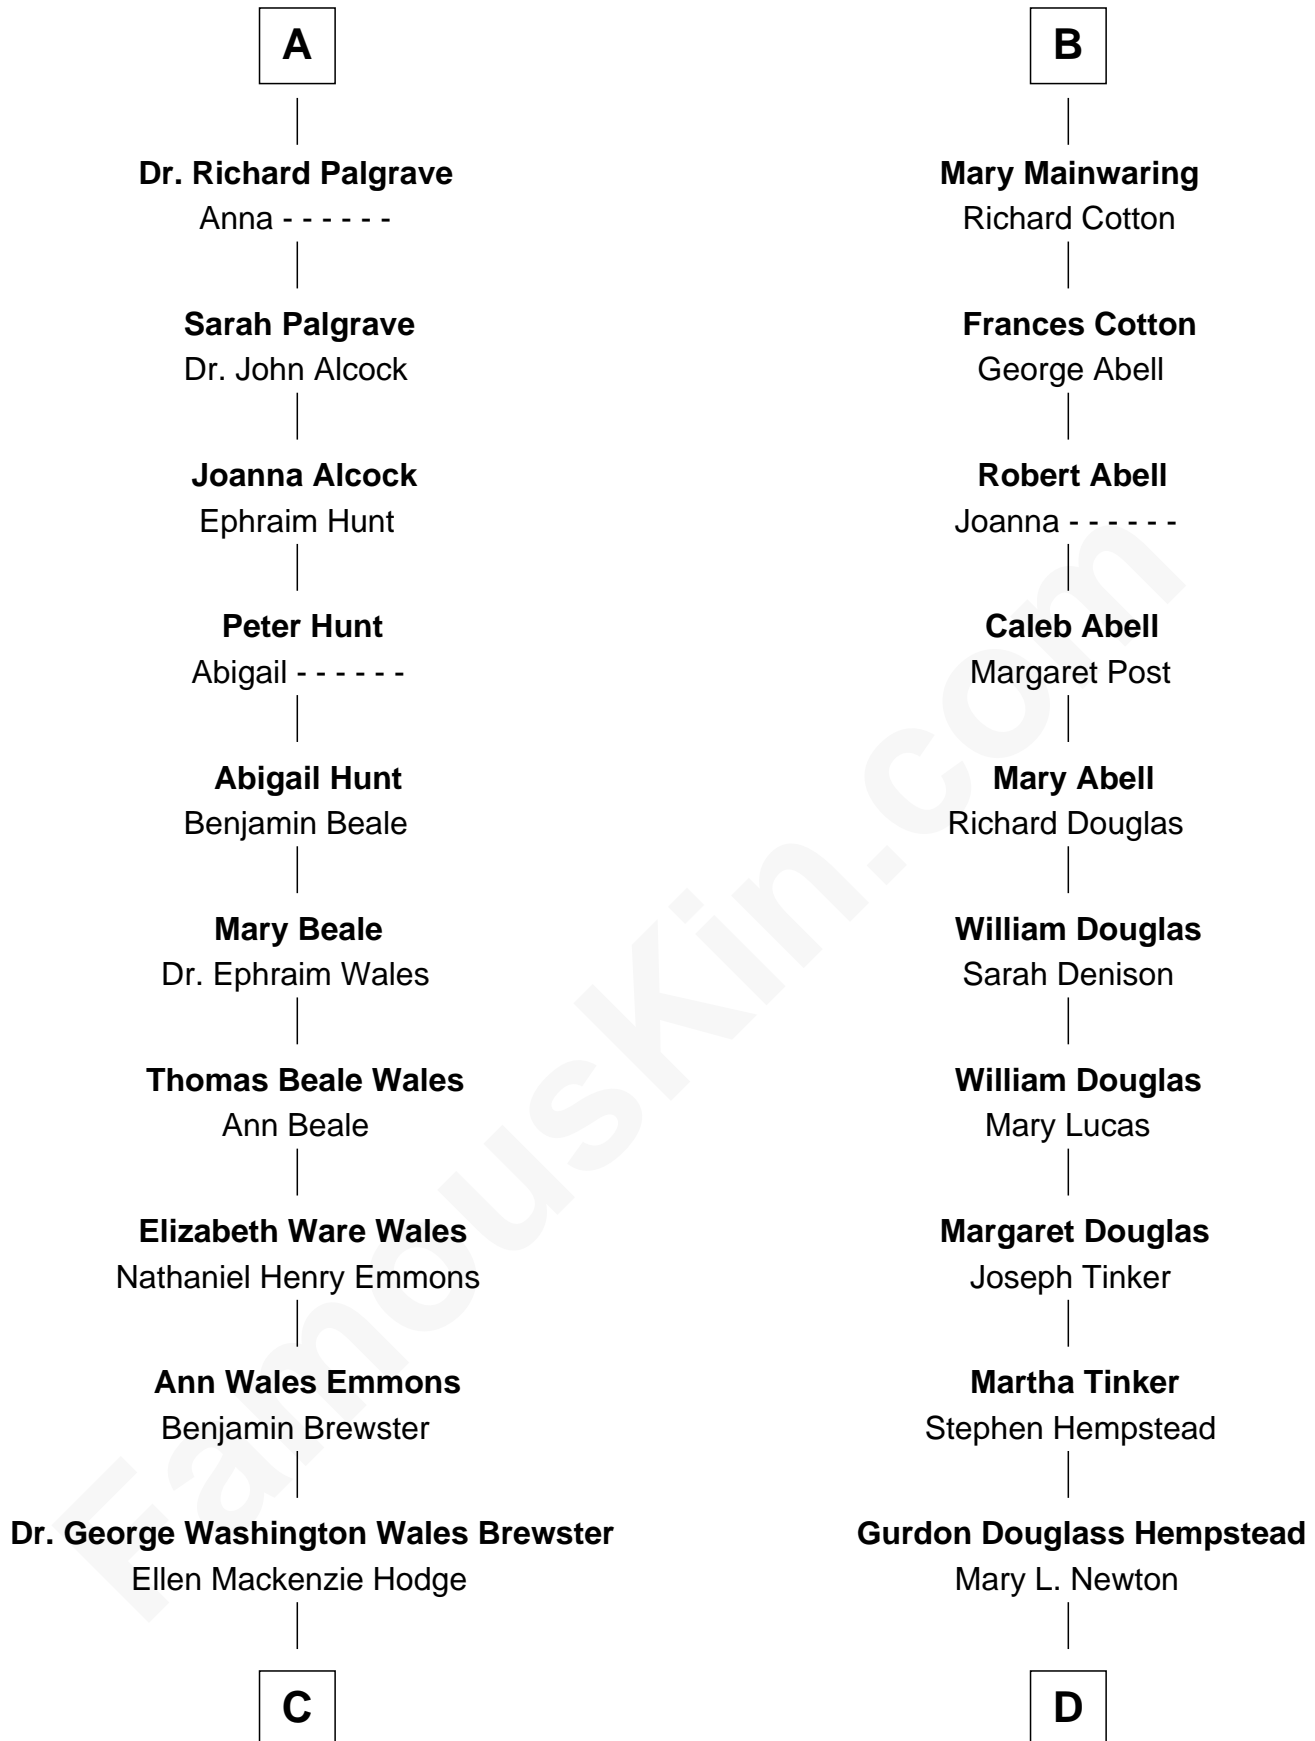 A
Dr. Richard Palgrave
Anna - - - - - -
Sarah Palgrave
Dr. John Alcock
Joanna Alcock
Ephraim Hunt
Peter Hunt
Abigail - - - - - -
Abigail Hunt
Benjamin Beale
Mary Beale
Dr. Ephraim Wales
Thomas Beale Wales
Ann Beale
Elizabeth Ware Wales
Nathaniel Henry Emmons
Ann Wales Emmons
Benjamin Brewster
Dr. George Washington Wales Brewster
Ellen Mackenzie Hodge
C
B
Mary Mainwaring
Richard Cotton
Frances Cotton
George Abell
Robert Abell
Joanna - - - - - -
Caleb Abell
Margaret Post
Mary Abell
Richard Douglas
William Douglas
Sarah Denison
William Douglas
Mary Lucas
Margaret Douglas
Joseph Tinker
Martha Tinker
Stephen Hempstead
Gurdon Douglass Hempstead
Mary L. Newton
D
FamousKin.com